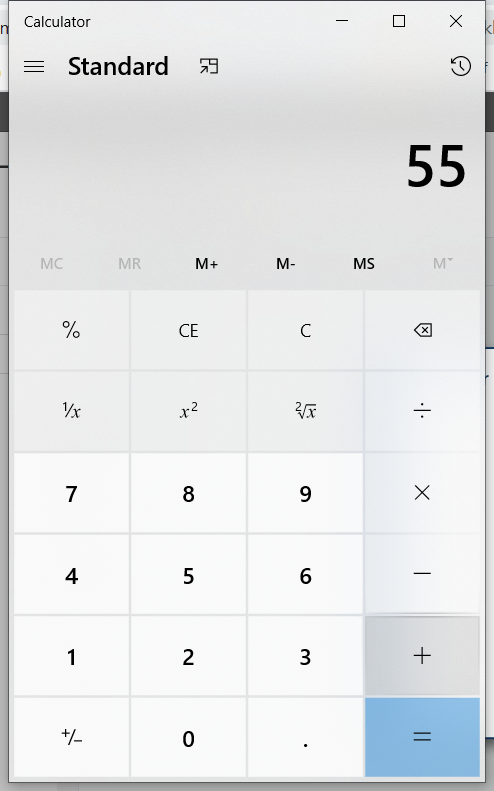 Calculator
Standard
55
MC MR M+ M- MS M˅
% CE C
¹/x x² ²√x ÷
7 8 9 ×
4 5 6 −
1 2 3 +
+/− 0 . =